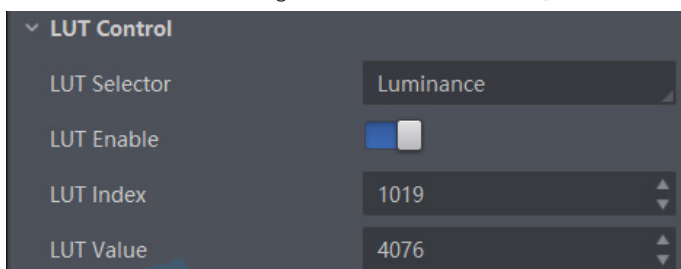 LUT Control
LUT Selector Luminance
LUT Enable
LUT Index 1019
LUT Value 4076